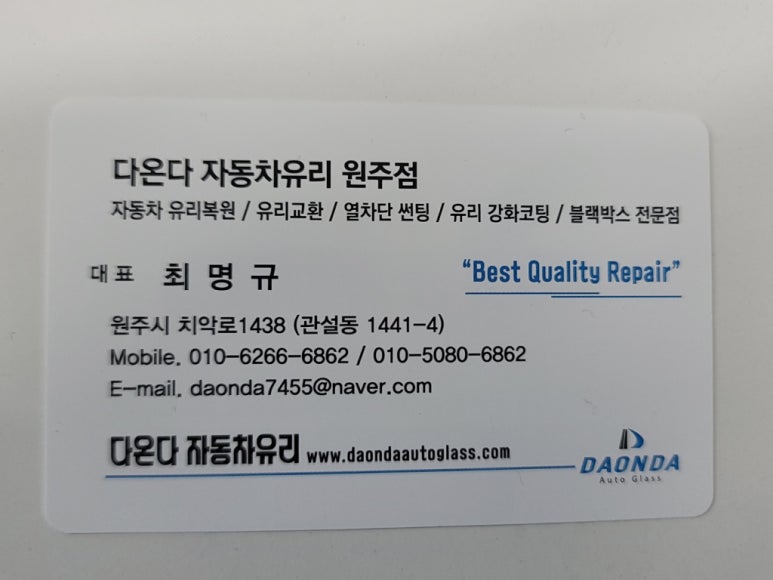 다온다 자동차유리 원주점
자동차 유리복원 / 유리교환 / 열차단 썬팅 / 유리 강화코팅 / 블랙박스 전문점
대표 최명규
“Best Quality Repair”
원주시 치악로1438 (관설동 1441-4)
Mobile. 010-6266-6862 / 010-5080-6862
E-mail. daonda7455@naver.com
다온다 자동차유리 www.daondaautoglass.com
DAONDA
Auto Glass